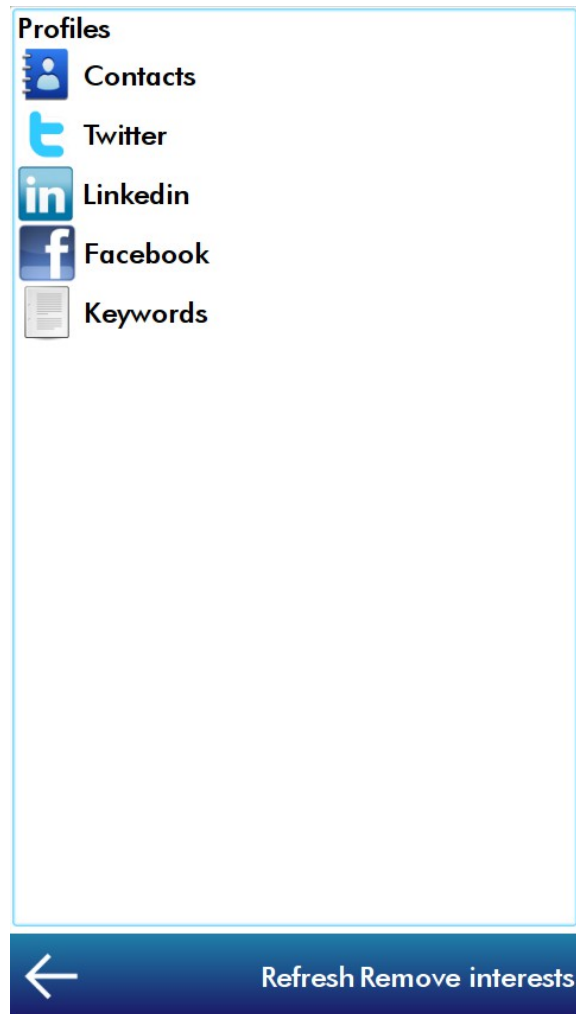 Profiles
Contacts
Twitter
Linkedin
Facebook
Keywords
Refresh Remove interests